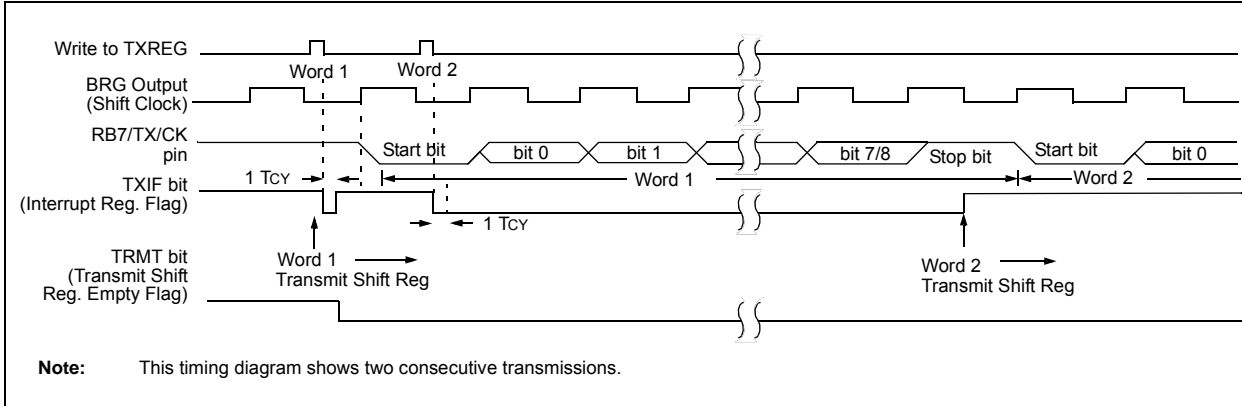 Write to TXREG
Word 1 Word 2
BRG Output
(Shift Clock)
RB7/TX/CK
pin
Start bit bit 0 bit 1 bit 7/8 Stop bit Start bit bit 0
1 TCY Word 1 Word 2
TXIF bit
(Interrupt Reg. Flag)
1 TCY
TRMT bit
(Transmit Shift
Reg. Empty Flag)
Word 1
Transmit Shift Reg
Word 2
Transmit Shift Reg
Note: This timing diagram shows two consecutive transmissions.